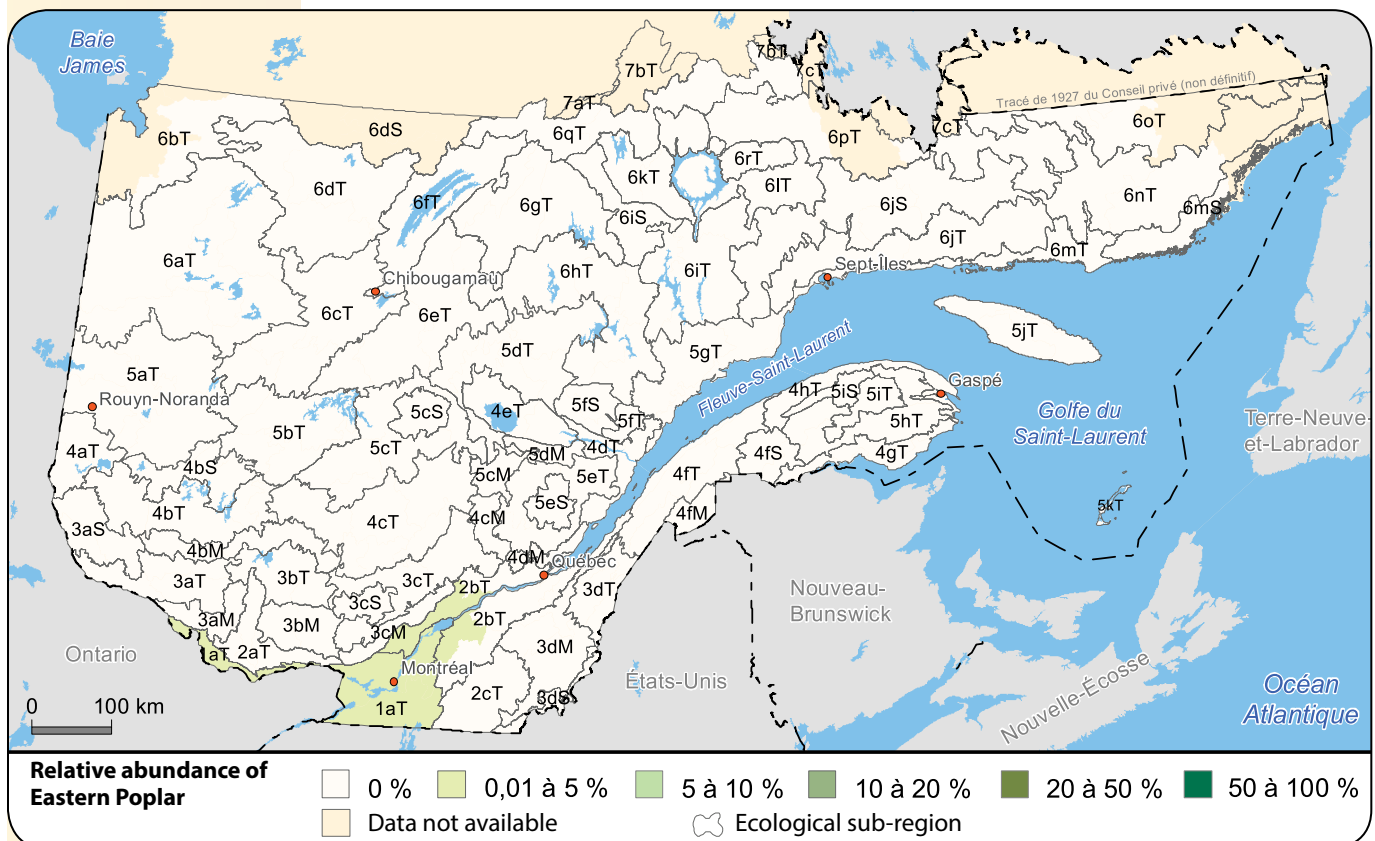 Baie
James
7bT
7bT
7cT
7aT
Tracé de 1927 du Conseil privé (non définitif)
6bT
6dS
6qT
6pT
7cT
6oT
6rT
6kT
6lT
6dT
6fT
6gT
6iS
6jS
6nT
6mS
6jT
6mT
6aT
Chibougamau
6hT
6iT
Sept-Îles
6cT
6eT
5jT
5dT
5gT
Fleuve-Saint-Laurent
5aT
Rouyn-Noranda
5cS
4eT
5fS
5fT
4hT
5iS
5iT
Gaspé
5hT
Golfe du
Saint-Laurent
Terre-Neuve-
et-Labrador
5bT
5cT
4aT
4bS
5dM
4dT
4fS
4gT
5cM
5eT
4fT
5eS
5kT
4bT
4cT
4cM
4fM
3aS
4bM
4dM
Québec
3aT
3bT
3cT
2bT
3dT
Nouveau-
Brunswick
3cS
3aM
3bM
3cM
2bT
3dM
Ontario
1aT
2aT
Montréal
États-Unis
Nouvelle-Écosse
Océan
Atlantique
2cT
3dS
1aT
0
100 km
Relative abundance of
Eastern Poplar
0 %
0,01 à 5 %
5 à 10 %
10 à 20 %
20 à 50 %
50 à 100 %
Data not available
Ecological sub-region